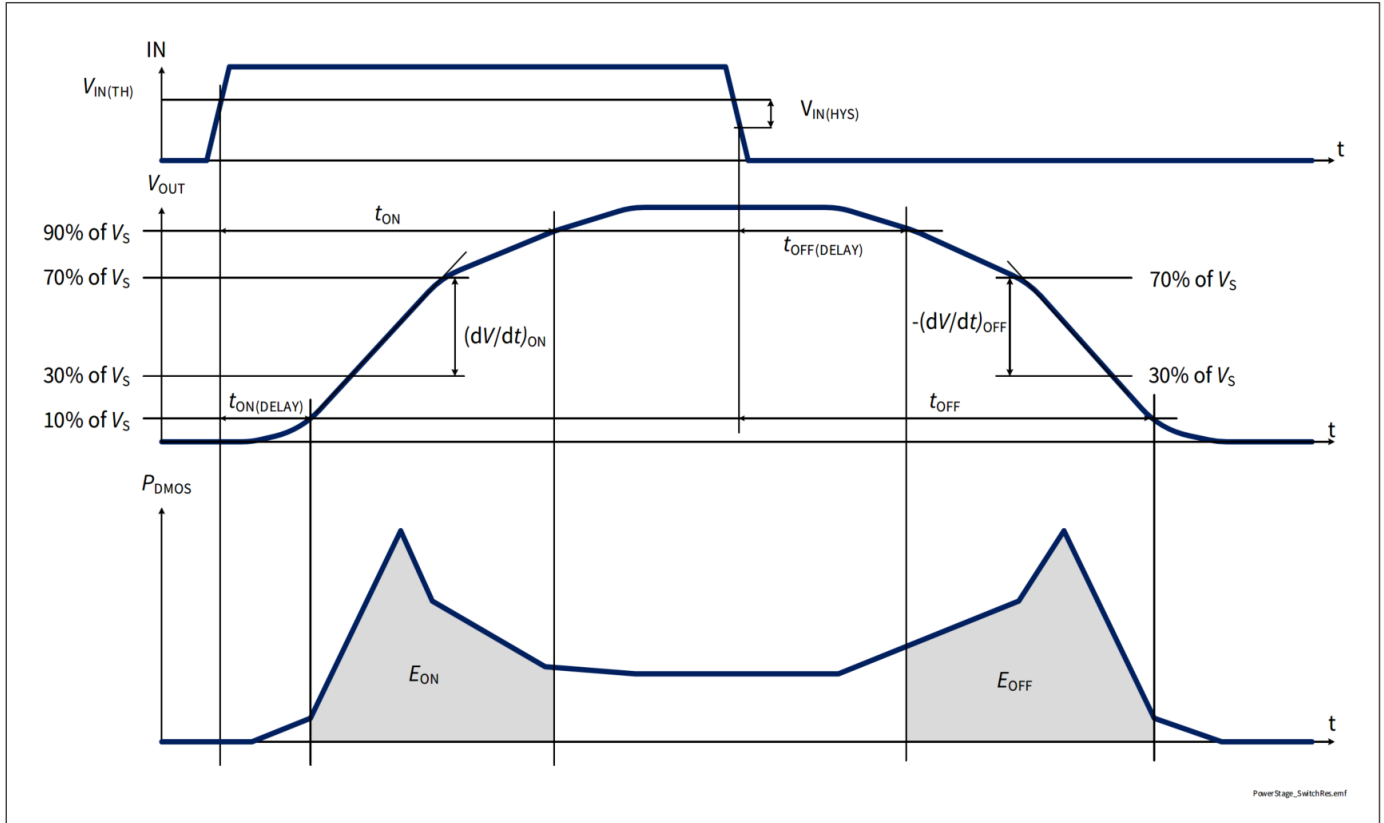 IN
VIN(TH)
VIN(HYS)
t
VOUT
tON
90% of VS
tOFF(DELAY)
70% of VS
70% of VS
(dV/dt)ON
-(dV/dt)OFF
30% of VS
30% of VS
tON(DELAY)
tOFF
10% of VS
t
PDMOS
EON
EOFF
t
PowerStage_SwitchRes.emf